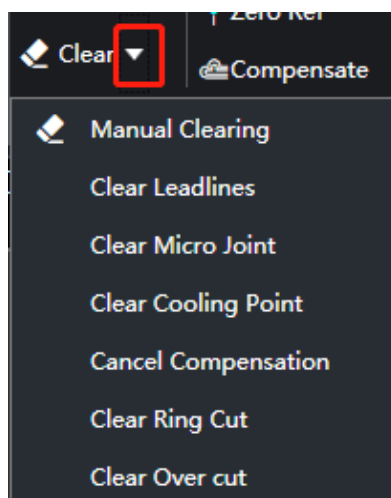 Zero Ref
Clear
Compensate
Manual Clearing
Clear Leadlines
Clear Micro Joint
Clear Cooling Point
Cancel Compensation
Clear Ring Cut
Clear Over cut